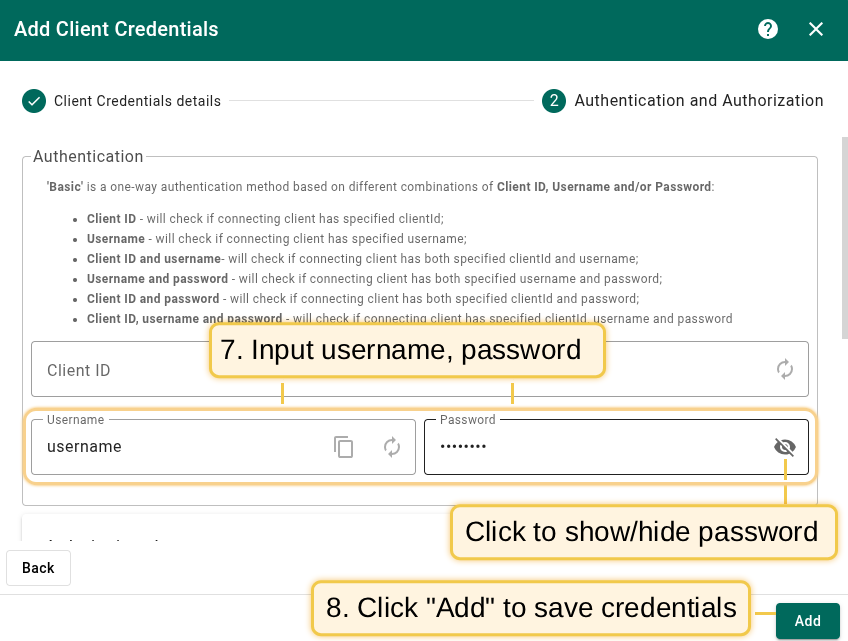 Add Client Credentials
?
Client Credentials details
2 Authentication and Authorization
Authentication
'Basic' is a one-way authentication method based on different combinations of Client ID, Username and/or Password:
• Client ID - will check if connecting client has specified clientId;
• Username - will check if connecting client has specified username;
• Client ID and username- will check if connecting client has both specified clientId and username;
• Username and password - will check if connecting client has both specified username and password;
• Client ID and password - will check if connecting client has both specified clientId and password;
• Client ID, username and password - will check if connecting client has specified clientId, username and password
7. Input username, password
Client ID
Username
username
Password
••••••••
Click to show/hide password
Back
8. Click "Add" to save credentials
Add